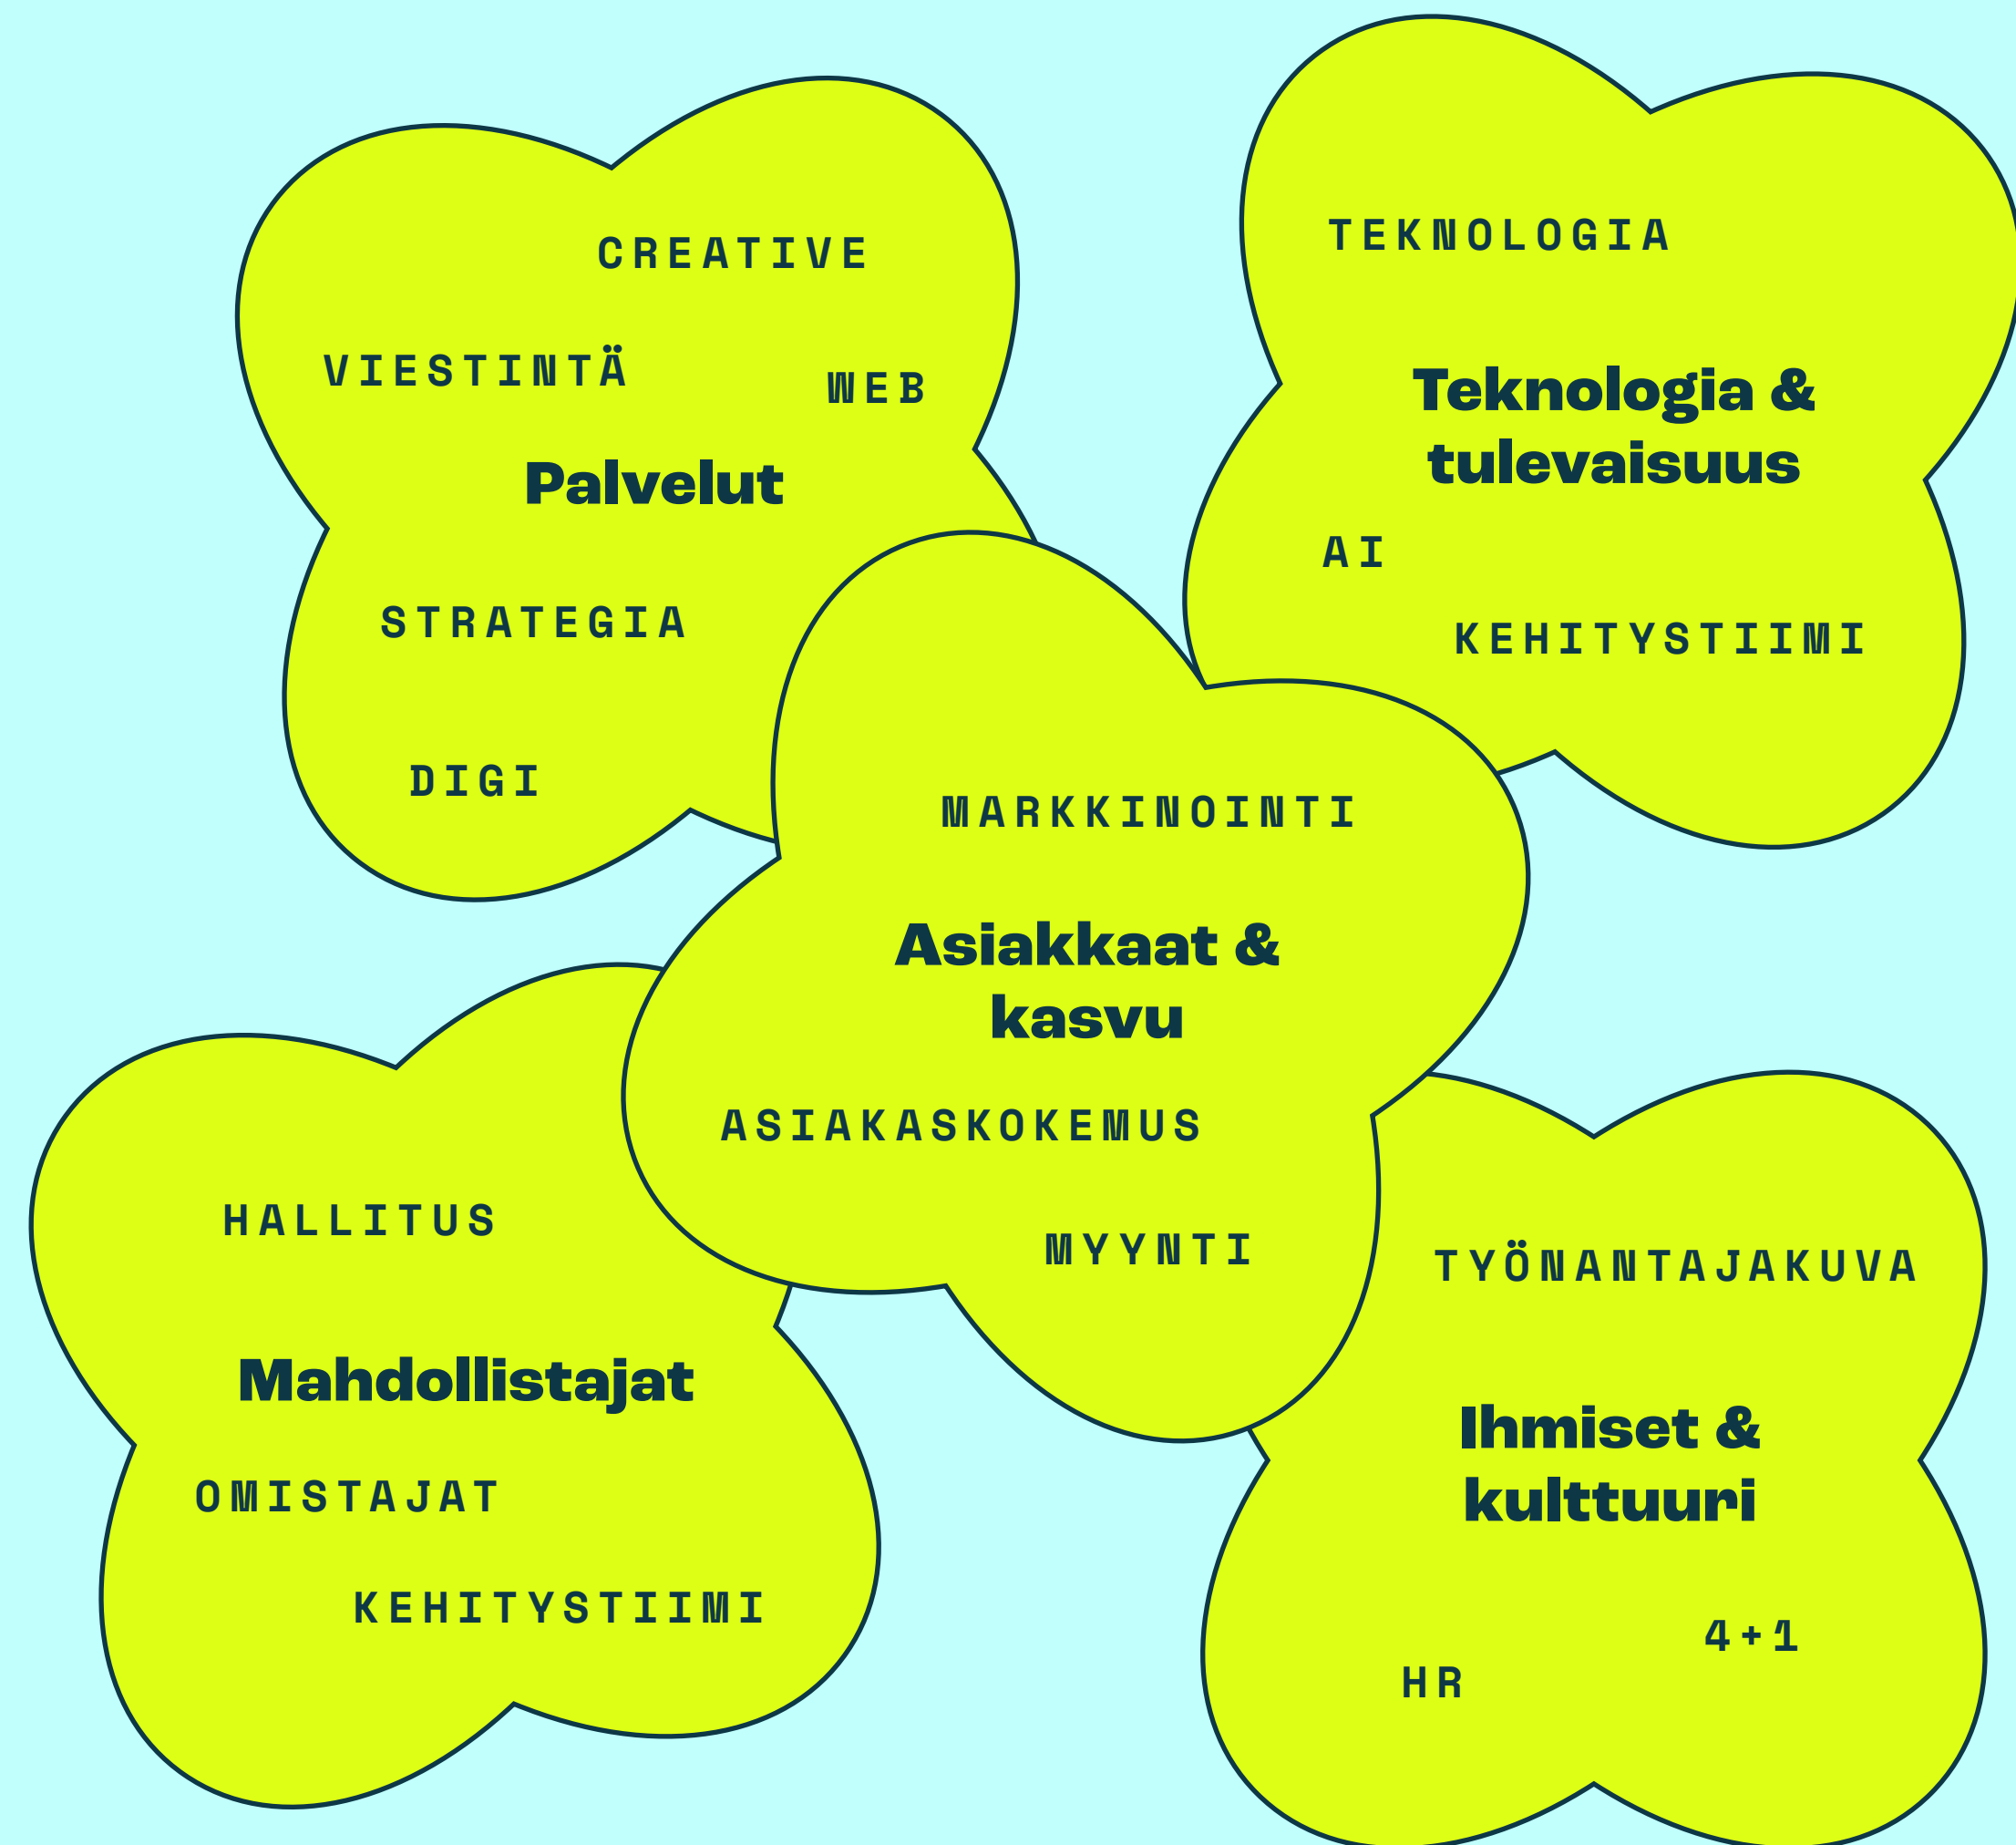 CREATIVE
VIESTINTÄ
WEB
Palvelut
STRATEGIA
DIGI
TEKNOLOGIA
Teknologia &
tulevaisuus
AI
KEHITYSTIIMI
MARKKINOINTI
Asiakkaat &
kasvu
ASIAKASKOKEMUS
MYYNTI
HALLITUS
Mahdollistajat
OMISTAJAT
KEHITYSTIIMI
TYÖNANTAJAKUVA
Ihmiset &
kulttuuri
4+1
HR